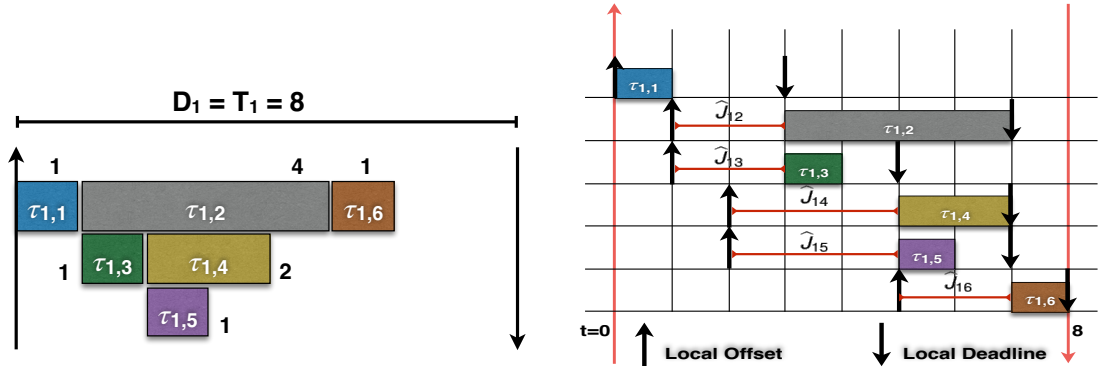 D₁ = T₁ = 8
1
4
1
τ₁,₁
τ₁,₂
τ₁,₆
1
τ₁,₃
τ₁,₄
2
τ₁,₅
1
τ₁,₁
Ĵ₁₂
τ₁,₂
Ĵ₁₃
τ₁,₃
Ĵ₁₄
τ₁,₄
Ĵ₁₅
τ₁,₅
Ĵ₁₆
τ₁,₆
t=0
8
Local Offset
Local Deadline